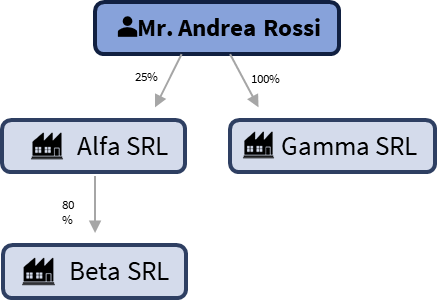 Mr. Andrea Rossi
25%
100%
Alfa SRL
Gamma SRL
80
%
Beta SRL